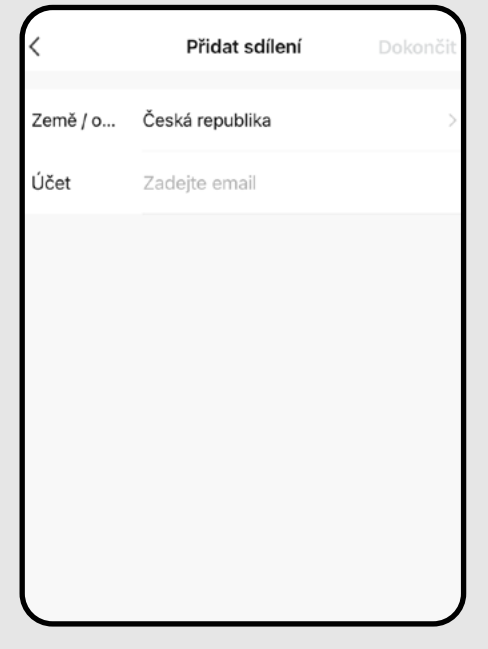 Přidat sdílení Dokončit
Země / o... Česká republika
Účet Zadejte email